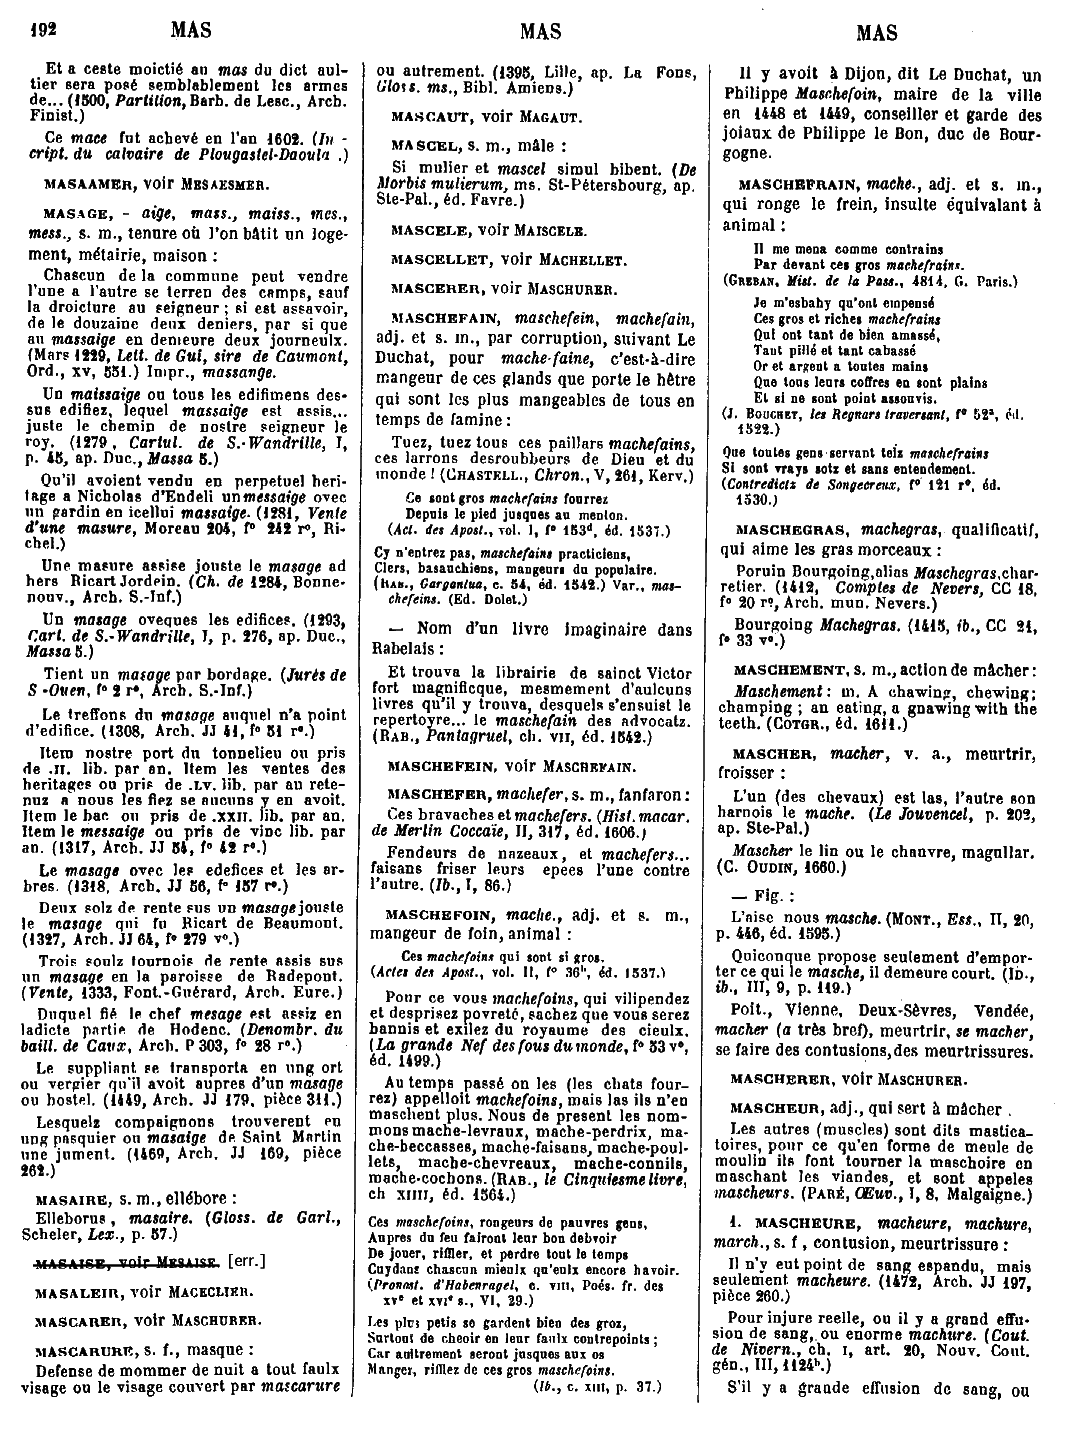 192 MAS MAS MAS
Et a ceste moictié au mas du dict aul-
tier sera posé semblablement les armes
de... (1500, Partition, Barb. de Lesc., Arch.
Finist.)
Ce mace fut achevé en l'an 1602. (In -
cript. du calvaire de Plougastel-Daoula .)
MASAAMER, voir MESAESMER.
MASAGE, - aige, mass., maiss., mes.,
mess., s. m., tenure où l'on bâtit un loge-
ment, métairie, maison :
Chascun de la commune peut vendre
l'une a l'autre se terren des camps, sauf
la droicture au seigneur ; si est assavoir,
de le douzaine deux deniers, par si que
au massaige en demeure deux journeulx.
(Mars 1229, Lett. de Gui, sire de Caumont,
Ord., xv, 551.) Impr., massange.
Un maissaige ou tous les edifimens des-
sus edifiez, lequel massaige est assis...
juste le chemin de nostre seigneur le
roy. (1279, Cartul. de S.-Wandrille, I,
p. 45, ap. Duc., Massa 5.)
Qu'il avoient vendu en perpetuel heri-
tage a Nicholas d'Endeli un messaige ovec
un gardin en icellui massaige. (1281, Vente
d'une masure, Moreau 204, f° 242 r°, Ri-
chel.)
Une masure assise jouste le masage ad
hers Ricart Jordein. (Ch. de 1284, Bonne-
nouv., Arch. S.-Inf.)
Un masage oveques les edifices. (1293,
Cart. de S.-Wandrille, I, p. 276, ap. Duc.,
Massa 5.)
Tient un masage par bordage. (Jurés de
S -Ouen, f° 2 r°, Arch. S.-Inf.)
Le treffons du masage auquel n'a point
d'edifice. (1308, Arch. JJ 41, f° 51 r°.)
Item nostre port du tonnelieu ou pris
de .II. lib. par an. Item les ventes des
heritages ou pris de .LV. lib. par au rete-
nuz a nous les fiez se aucuns y en avoit.
Item le bac ou pris de .XXII. lib. par an.
Item le messaige ou pris de vinc lib. par
an. (1317, Arch. JJ 54, f° 42 r°.)
Le masage ovec les edefices et les ar-
bres. (1318, Arch. JJ 56, f° 157 r°.)
Deux solz de rente sus un masage jouste
le masage qui fu Ricart de Beaumont.
(1327, Arch. JJ 64, f° 279 v°.)
Trois soulz tournois de rente assis sus
un masage en la paroisse de Radepont.
(Vente, 1333, Font.-Guérard, Arch. Eure.)
Duquel fié le chef mesage est assiz en
ladicte partie de Hodenc. (Denombr. du
baill. de Caux, Arch. P 303, f° 28 r°.)
Le suppliant se transporta en ung ort
ou vergier qu'il avoit aupres d'un masage
ou hostel. (1449, Arch. JJ 179, pièce 311.)
Lesquelz compaignons trouverent en
ung pasquier ou masaige de Saint Martin
une jument. (1469, Arch. JJ 169, pièce
262.)
MASAIRE, s. m., ellébore :
Elleborus, masaire. (Gloss. de Garl.,
Scheler, Lex., p. 57.)
MASAISE, voir MESAISE. [err.]
MASALEIR, voir MACECLIER.
MASCARER, voir MASCHURER.
MASCARURE, s. f., masque :
Defense de mommer de nuit a tout faulx
visage ou le visage couvert par mascarure
ou autrement. (1395, Lille, ap. La Fons,
Gloss. ms., Bibl. Amiens.)
MASCAUT, voir MAGAUT.
MASCEL, s. m., mâle :
Si mulier et mascel simul bibent. (De
Morbis mulierum, ms. St-Pétersbourg, ap.
Ste-Pal., éd. Favre.)
MASCELE, voir MAISCELE.
MASCELLET, voir MACHELLET.
MASCERER, voir MASCHURER.
MASCHEFAIN, maschefein, machefain,
adj. et s. m., par corruption, suivant Le
Duchat, pour mache-faine, c'est-à-dire
mangeur de ces glands que porte le hêtre
qui sont les plus mangeables de tous en
temps de famine :
Tuez, tuez tous ces paillars machefains,
ces larrons desroubbeurs de Dieu et du
monde ! (CHASTELL., Chron., V, 261, Kerv.)
Ce sont gros machefains fourrez
Depuis le pied jusques au menton.
(Act. des Apost., vol. I, f° 153ᵈ, éd. 1537.)
Cy n'entrez pas, maschefains practiciens,
Clers, basauchiens, mangeurs du populaire.
(RAB., Gargantua, c. 54, éd. 1542.) Var., mas-
chefeins. (Ed. Dolet.)
— Nom d'un livre imaginaire dans
Rabelais :
Et trouva la librairie de sainct Victor
fort magnificque, mesmement d'aulcuns
livres qu'il y trouva, desquels s'ensuist le
repertoyre... le maschefain des advocatz.
(RAB., Pantagruel, ch. VII, éd. 1542.)
MASCHEFEIN, voir MASCHEFAIN.
MASCHEFER, machefer, s. m., fanfaron :
Ces bravaches et machefers. (Hist. macar.
de Merlin Coccaïe, II, 317, éd. 1606.)
Fendeurs de nazeaux, et machefers...
faisans friser leurs epees l'une contre
l'autre. (Ib., I, 86.)
MASCHEFOIN, mache., adj. et s. m.,
mangeur de foin, animal :
Ces machefoins qui sont si gros.
(Actes des Apost., vol. II, f° 36ᵇ, éd. 1537.)
Pour ce vous machefoins, qui vilipendez
et desprisez povreté, sachez que vous serez
bannis et exilez du royaume des cieulx.
(La grande Nef des fous du monde, f° 53 v°,
éd. 1499.)
Au temps passé on les (les chats four-
rez) appelloit machefoins, mais las ils n'en
maschent plus. Nous de present les nom-
mons mache-levraux, mache-perdrix, ma-
che-beccasses, mache-faisans, mache-poul-
lets, mache-chevreaux, mache-connils,
mache-cochons. (RAB., le Cinquiesme livre,
ch XIIII, éd. 1564.)
Ces maschefoins, rongeurs de pauvres gens,
Aupres du feu fairont leur bon debvoir
De jouer, riffler, et perdre tout le temps
Cuydans chascun mieulx qu'eulx encore havoir.
(Pronost. d'Habenragel, c. VIII, Poés. fr. des
xvᵉ et xvɪᵉ s., VI, 29.)
Les plus petis se gardent bien des groz,
Surtout de cheoir en leur faulx contrepoints ;
Car aultrement seront jusques aux os
Mangez, rifflez de ces gros maschefoins.
(Ib., c. XIII, p. 37.)
Il y avoit à Dijon, dit Le Duchat, un
Philippe Maschefoin, maire de la ville
en 1448 et 1449, conseiller et garde des
joiaux de Philippe le Bon, duc de Bour-
gogne.
MASCHEFRAIN, mache., adj. et s. m.,
qui ronge le frein, insulte équivalant à
animal :
Il me mena comme contrains
Par devant ces gros machefrains.
(GREBAN, Mist. de la Pass., 4814, G. Paris.)
Je m'esbahy qu'ont empensé
Ces gros et riches machefrains
Qui ont tant de bien amassé,
Tant pillé et tant cabassé
Or et argent a toutes mains
Que tous leurs coffres en sont plains
Et si ne sont point assouvis.
(J. BOUCHET, les Regnars traversant, f° 52ᵃ, éd.
1522.)
Que toutes gens servant telz maschefrains
Si sont vrays sotz et sans entendement.
(Contredictz de Songecreux, f° 121 r°, éd.
1530.)
MASCHEGRAS, machegras, qualificatif,
qui aime les gras morceaux :
Poruin Bourgoing, alias Maschegras, char-
retier. (1412, Comptes de Nevers, CC 18,
f° 20 r°, Arch. mun. Nevers.)
Bourgoing Machegras. (1415, ib., CC 21,
f° 33 v°.)
MASCHEMENT, s. m., action de mâcher :
Maschement : m. A chawing, chewing;
champing ; an eating, a gnawing with the
teeth. (COTGR., éd. 1611.)
MASCHER, macher, v. a., meurtrir,
froisser :
L'un (des chevaux) est las, l'autre son
harnois le mache. (Le Jouvencel, p. 202,
ap. Ste-Pal.)
Mascher le lin ou le chanvre, magullar.
(C. OUDIN, 1660.)
— Fig. :
L'aise nous masche. (MONT., Ess., II, 20,
p. 446, éd. 1595.)
Quiconque propose seulement d'empor-
ter ce qui le masche, il demeure court. (ID.,
ib., III, 9, p. 119.)
Poit., Vienne, Deux-Sèvres, Vendée,
macher (a très bref), meurtrir, se macher,
se faire des contusions, des meurtrissures.
MASCHERER, voir MASCHURER.
MASCHEUR, adj., qui sert à mâcher .
Les autres (muscles) sont dits mastica-
toires, pour ce qu'en forme de meule de
moulin ils font tourner la maschoire en
maschant les viandes, et sont appeles
mascheurs. (PARÉ, Œuv., I, 8, Malgaigne.)
1. MASCHEURE, macheure, machure,
march., s. f , contusion, meurtrissure :
Il n'y eut point de sang espandu, mais
seulement macheure. (1472, Arch. JJ 197,
pièce 260.)
Pour injure reelle, ou il y a grand effu-
sion de sang, ou enorme machure. (Cout.
de Nivern., ch. I, art. 20, Nouv. Cout.
gén., III, 1124ᵇ.)
S'il y a grande effusion de sang, ou